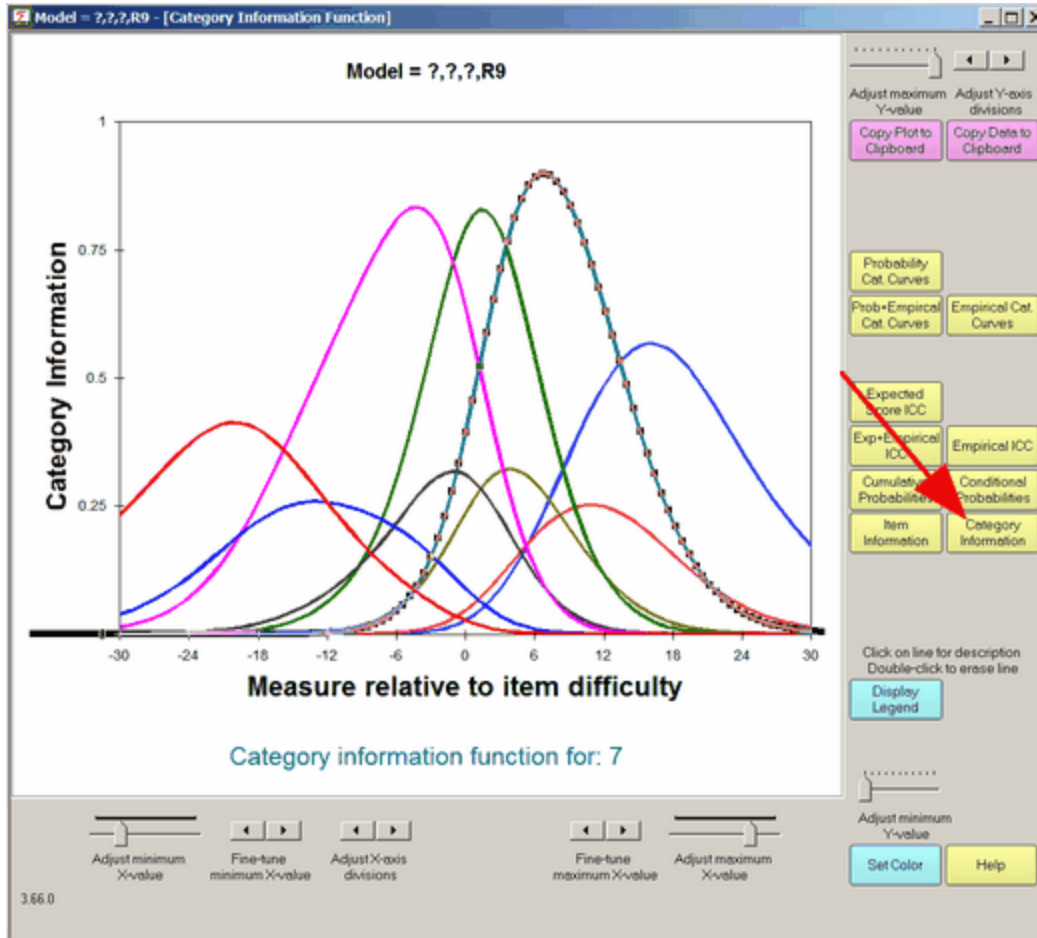 Model = ?,?,?,R9 - [Category Information Function]
Model = ?,?,?,R9
Category Information
1
0.75
0.5
0.25
-30 -24 -18 -12 -6 0 6 12 18 24 30
Measure relative to item difficulty
Category information function for: 7
Adjust maximum
Y-value
Adjust Y-axis
divisions
Copy Plot to
Clipboard
Copy Data to
Clipboard
Probability
Cat. Curves
Prob+Empirical
Cat. Curves
Empirical Cat.
Curves
Expected
Score ICC
Exp+Empirical
ICC
Empirical ICC
Cumulative
Probabilities
Conditional
Probabilities
Item
Information
Category
Information
Click on line for description
Double-click to erase line
Display
Legend
Adjust minimum
Y-value
Set Color
Help
Adjust minimum
X-value
Fine-tune
minimum X-value
Adjust X-axis
divisions
Fine-tune
maximum X-value
Adjust maximum
X-value
3.66.0